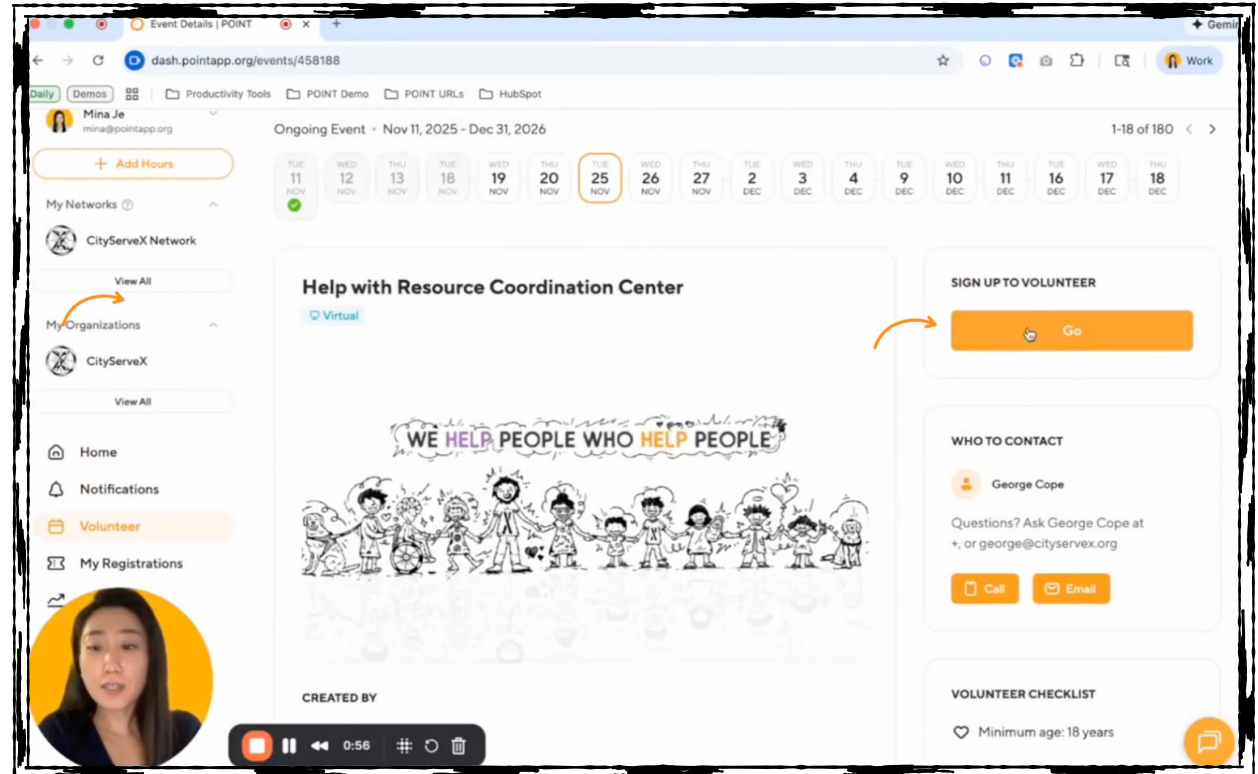 Event Details | POINT
Gemin
dash.pointapp.org/events/458188
Work
Daily
Demos
Productivity Tools
POINT Demo
POINT URLs
HubSpot
Mina Je
mina@pointapp.org
+ Add Hours
My Networks
CityServeX Network
View All
My Organizations
CityServeX
View All
Home
Notifications
Volunteer
My Registrations
Ongoing Event • Nov 11, 2025 - Dec 31, 2026
1-18 of 180
TUE 11 NOV
WED 12 NOV
THU 13 NOV
TUE 18 NOV
WED 19 NOV
THU 20 NOV
TUE 25 NOV
WED 26 NOV
THU 27 NOV
TUE 2 DEC
WED 3 DEC
THU 4 DEC
TUE 9 DEC
WED 10 DEC
THU 11 DEC
TUE 16 DEC
WED 17 DEC
THU 18 DEC
Help with Resource Coordination Center
Virtual
WE HELP PEOPLE WHO HELP PEOPLE
CREATED BY
SIGN UP TO VOLUNTEER
Go
WHO TO CONTACT
George Cope
Questions? Ask George Cope at
+, or george@cityservex.org
Call
Email
VOLUNTEER CHECKLIST
Minimum age: 18 years
0:56